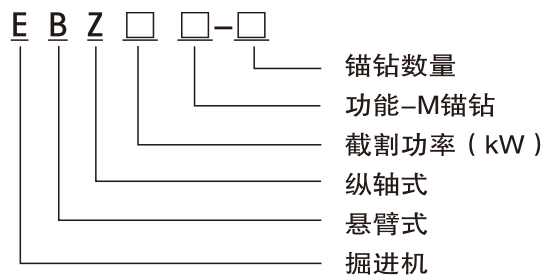 E B Z □ □-□
锚钻数量
功能-M锚钻
截割功率(kW)
纵轴式
悬臂式
掘进机